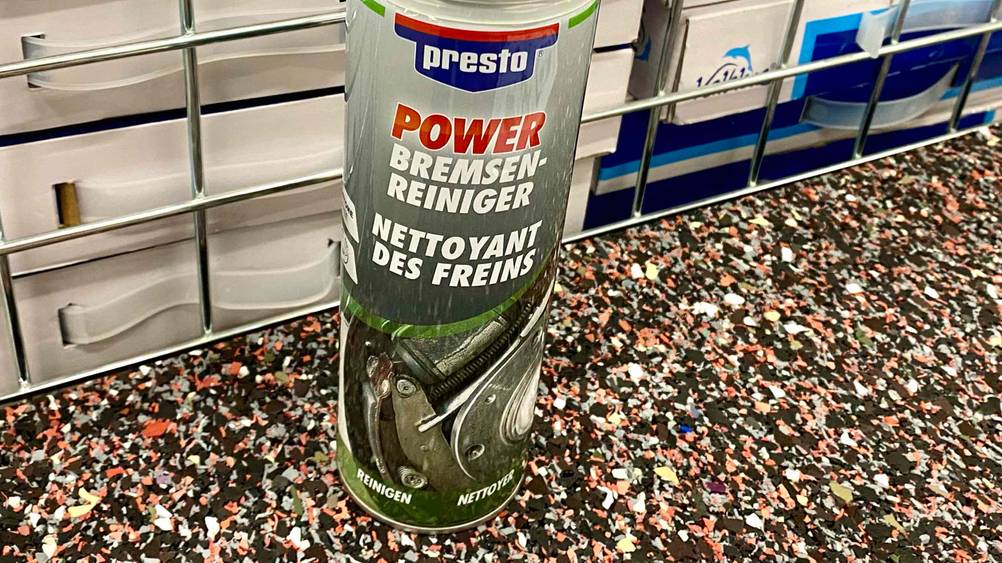 presto
POWER
BREMSEN-
REINIGER
NETTOYANT
DES FREINS
REINIGEN
NETTOYER